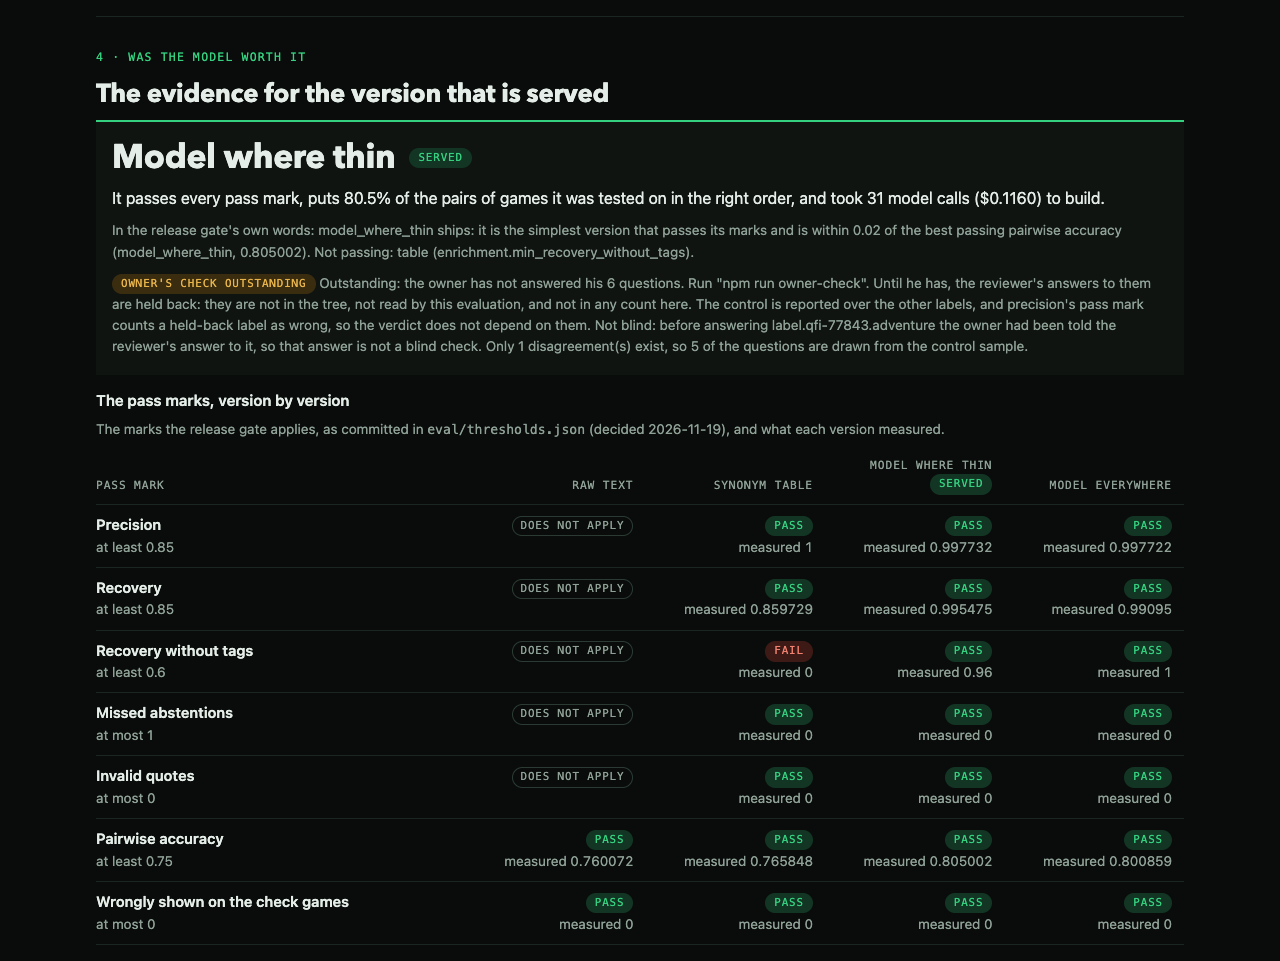 4 · WAS THE MODEL WORTH IT
The evidence for the version that is served
Model where thin SERVED
It passes every pass mark, puts 80.5% of the pairs of games it was tested on in the right order, and took 31 model calls ($0.1160) to build.
In the release gate's own words: model_where_thin ships: it is the simplest version that passes its marks and is within 0.02 of the best passing pairwise accuracy
(model_where_thin, 0.805002). Not passing: table (enrichment.min_recovery_without_tags).
OWNER'S CHECK OUTSTANDING Outstanding: the owner has not answered his 6 questions. Run "npm run owner-check". Until he has, the reviewer's answers to them
are held back: they are not in the tree, not read by this evaluation, and not in any count here. The control is reported over the other labels, and precision's pass mark
counts a held-back label as wrong, so the verdict does not depend on them. Not blind: before answering label.qfi-77843.adventure the owner had been told the
reviewer's answer to it, so that answer is not a blind check. Only 1 disagreement(s) exist, so 5 of the questions are drawn from the control sample.
The pass marks, version by version
The marks the release gate applies, as committed in eval/thresholds.json (decided 2026-11-19), and what each version measured.
MODEL WHERE THIN
PASS MARK RAW TEXT SYNONYM TABLE SERVED MODEL EVERYWHERE
Precision DOES NOT APPLY PASS PASS PASS
at least 0.85 measured 1 measured 0.997732 measured 0.997722
Recovery DOES NOT APPLY PASS PASS PASS
at least 0.85 measured 0.859729 measured 0.995475 measured 0.99095
Recovery without tags DOES NOT APPLY FAIL PASS PASS
at least 0.6 measured 0 measured 0.96 measured 1
Missed abstentions DOES NOT APPLY PASS PASS PASS
at most 1 measured 0 measured 0 measured 0
Invalid quotes DOES NOT APPLY PASS PASS PASS
at most 0 measured 0 measured 0 measured 0
Pairwise accuracy PASS PASS PASS PASS
at least 0.75 measured 0.760072 measured 0.765848 measured 0.805002 measured 0.800859
Wrongly shown on the check games PASS PASS PASS PASS
at most 0 measured 0 measured 0 measured 0 measured 0